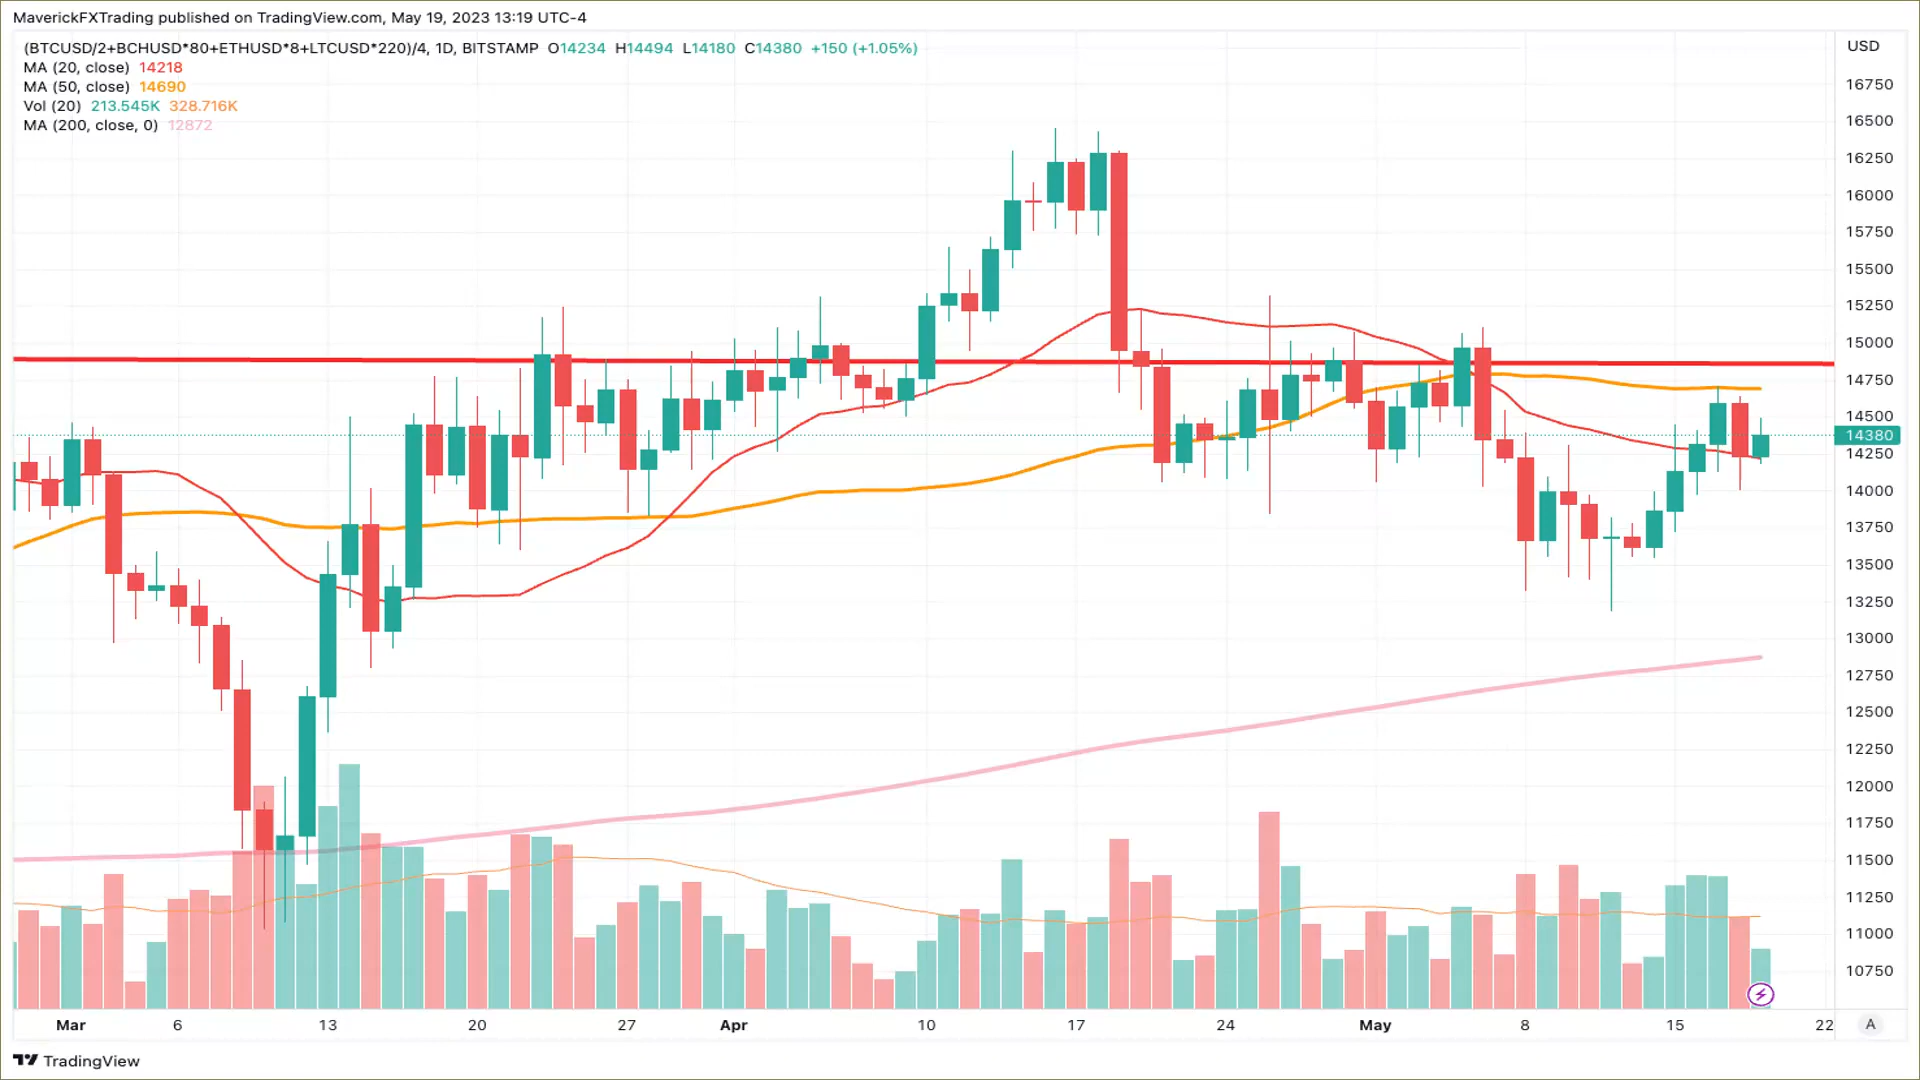 MaverickFXTrading published on TradingView.com, May 19, 2023 13:19 UTC-4
(BTCUSD/2+BCHUSD*80+ETHUSD*8+LTCUSD*220)/4, 1D, BITSTAMP O14234 H14494 L14180 C14380 +150 (+1.05%)
MA (20, close) 14218
MA (50, close) 14690
Vol (20) 213.545K 328.716K
MA (200, close, 0) 12872
USD
16750
16500
16250
16000
15750
15500
15250
15000
14750
14500
14380
14250
14000
13750
13500
13250
13000
12750
12500
12250
12000
11750
11500
11250
11000
10750
Mar 6 13 20 27 Apr 10 17 24 May 8 15 22 A
TradingView